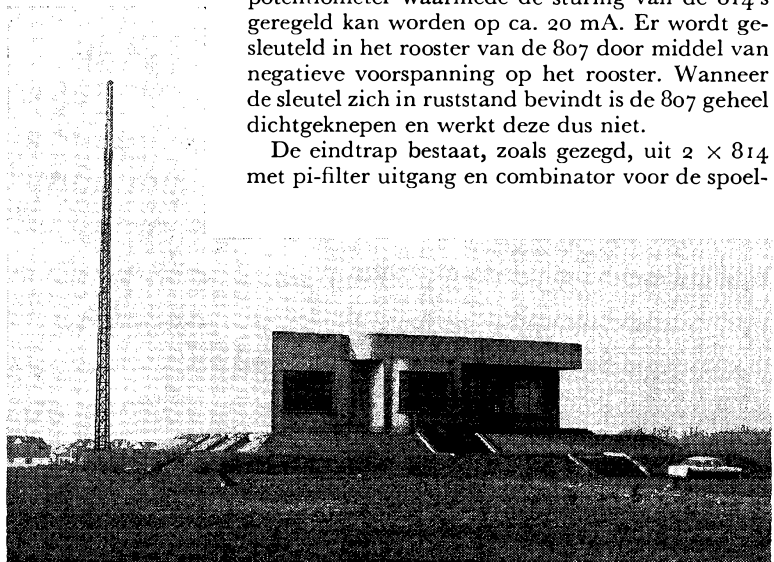 potentiometer waarmede de sturing van de 814's
geregeld kan worden op ca. 20 mA. Er wordt ge-
sleuteld in het rooster van de 807 door middel van
negatieve voorspanning op het rooster. Wanneer
de sleutel zich in ruststand bevindt is de 807 geheel
dichtgeknepen en werkt deze dus niet.
De eindtrap bestaat, zoals gezegd, uit 2 × 814
met pi-filter uitgang en combinator voor de spoel-